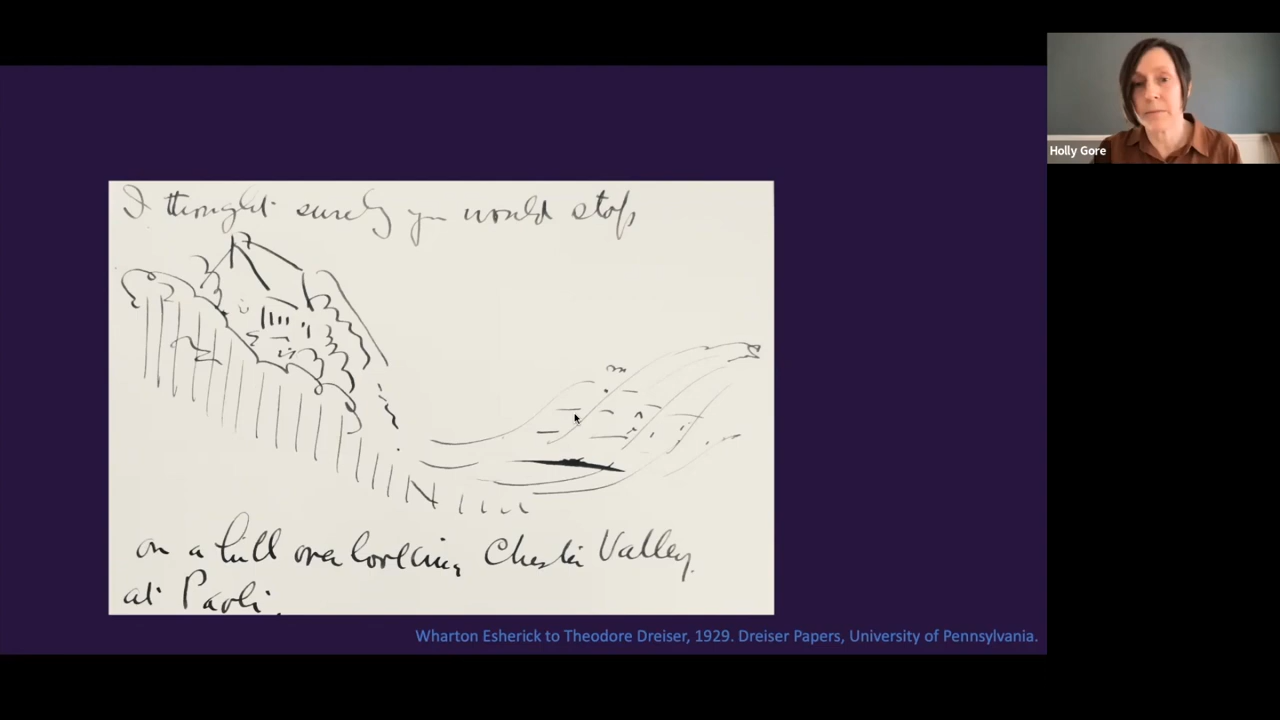 I thought surely you would stop
on a hill overlooking Chester Valley.
at Paoli.
Wharton Esherick to Theodore Dreiser, 1929. Dreiser Papers, University of Pennsylvania.
Holly Gore